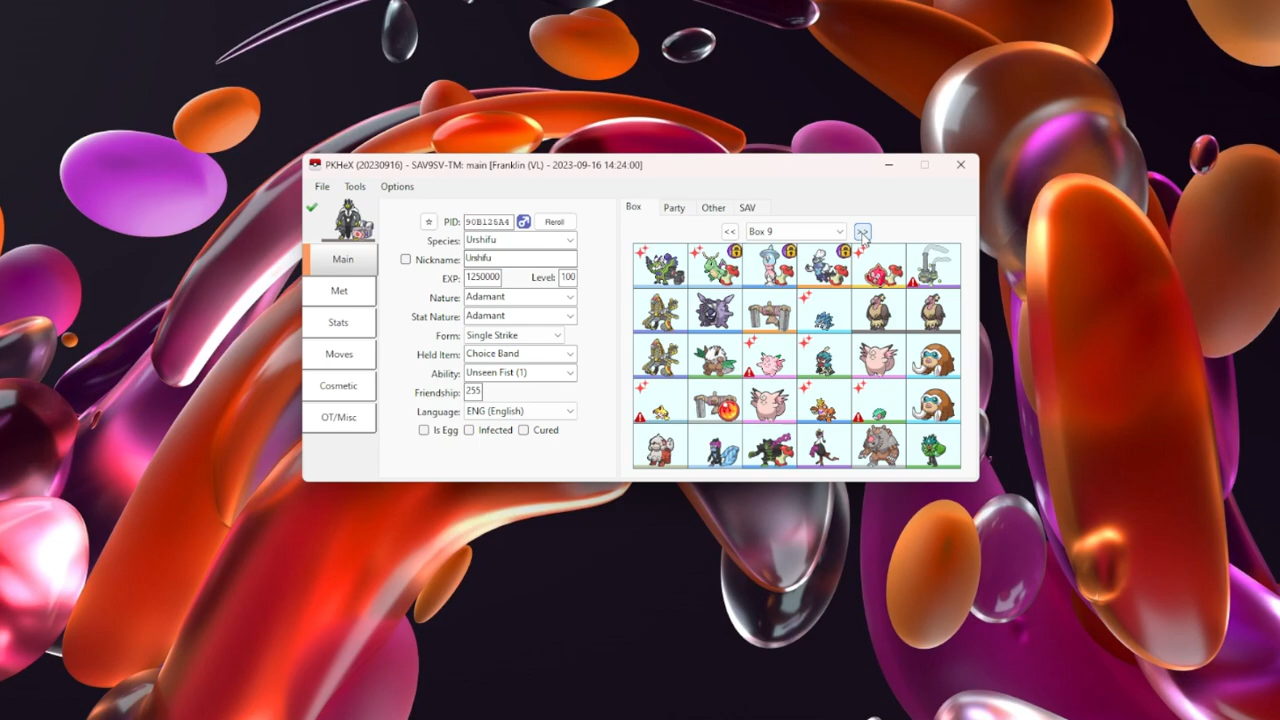 PKHeX (20230916) - SAV9SV-TM: main [Franklin (VL) - 2023-09-16 14:24:00]
File Tools Options
☆ PID: 90B126A4 Reroll
Species: Urshifu
Nickname: Urshifu
EXP: 1250000 Level: 100
Nature: Adamant
Stat Nature: Adamant
Form: Single Strike
Held Item: Choice Band
Ability: Unseen Fist (1)
Friendship: 255
Language: ENG (English)
Is Egg Infected Cured
Main
Met
Stats
Moves
Cosmetic
OT/Misc
Box Party Other SAV
<< Box 9 >>